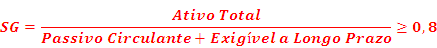 SG = Ativo Total / Passivo Circulante + Exigível a Longo Prazo ≥ 0,8